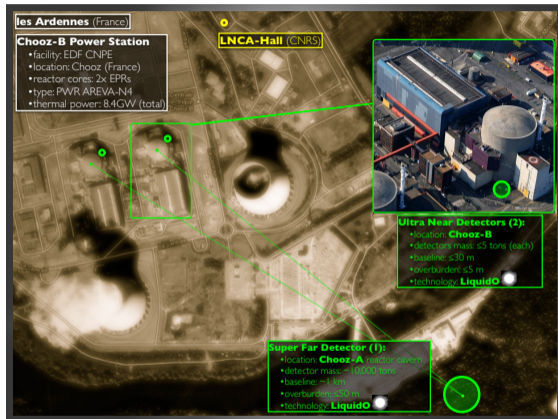 les Ardennes (France)
LNCA-Hall (CNRS)
Chooz-B Power Station
•facility: EDF CNPE
•location: Chooz (France)
•reactor cores: 2x EPRs
•type: PWR AREVA-N4
•thermal power: 8.4GW (total)
Ultra Near Detectors (2):
•location: Chooz-B
•detectors mass: ≤5 tons (each)
•baseline: ≤30 m
•overburden: ≤5 m
•technology: LiquidO
Super Far Detector (1):
•location: Chooz-A reactor cavern
•detector mass: ~10,000 tons
•baseline: ~1 km
•overburden: ≤50 m
•technology: LiquidO